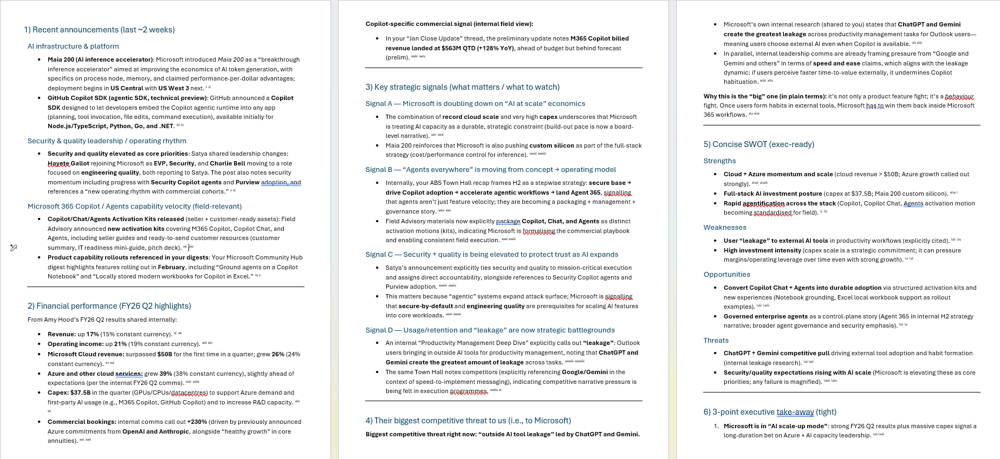 1) Recent announcements (last ~2 weeks)
AI infrastructure & platform
• Maia 200 (AI inference accelerator): Microsoft introduced Maia 200 as a “breakthrough
inference accelerator” aimed at improving the economics of AI token generation, with
specifics on process node, memory, and claimed performance-per-dollar advantages;
deployment begins in US Central with US West 3 next. i ii
• GitHub Copilot SDK (agentic SDK, technical preview): GitHub announced a Copilot
SDK designed to let developers embed the Copilot agentic runtime into any app
(planning, tool invocation, file edits, command execution), available initially for
Node.js/TypeScript, Python, Go, and .NET. iii iv
Security & quality leadership / operating rhythm
• Security and quality elevated as core priorities: Satya shared leadership changes:
Hayete Gallot rejoining Microsoft as EVP, Security, and Charlie Bell moving to a role
focused on engineering quality, both reporting to Satya. The post also notes security
momentum including progress with Security Copilot agents and Purview adoption, and
references a “new operating rhythm with commercial cohorts.” v vi
Microsoft 365 Copilot / Agents capability velocity (field-relevant)
• Copilot/Chat/Agents Activation Kits released (seller + customer-ready assets): Field
Advisory announced new activation kits covering M365 Copilot, Copilot Chat, and
Agents, including seller guides and ready-to-send customer resources (customer
summary, IT readiness mini-guide, pitch deck). vii viii
• Product capability rollouts referenced in your digests: Your Microsoft Community Hub
digest highlights features rolling out in February, including “Ground agents on a Copilot
Notebook” and “Locally stored modern workbooks for Copilot in Excel.” ix x
2) Financial performance (FY26 Q2 highlights)
From Amy Hood’s FY26 Q2 results shared internally:
• Revenue: up 17% (15% constant currency). xi xii
• Operating income: up 21% (19% constant currency). xiii xiv
• Microsoft Cloud revenue: surpassed $50B for the first time in a quarter; grew 26% (24%
constant currency). xv xvi
• Azure and other cloud services: grew 39% (38% constant currency), slightly ahead of
expectations (per the internal FY26 Q2 comms). xvii xviii
• Capex: $37.5B in the quarter (GPUs/CPUs/datacentres) to support Azure demand and
first-party AI usage (e.g., M365 Copilot, GitHub Copilot) and to increase R&D capacity. xix
xx
• Commercial bookings: internal comms call out +230% (driven by previously announced
Azure commitments from OpenAI and Anthropic, alongside “healthy growth” in core
annuities). xxi xxii
Copilot-specific commercial signal (internal field view):
• In your “Jan Close Update” thread, the preliminary update notes M365 Copilot billed
revenue landed at $563M QTD (+128% YoY), ahead of budget but behind forecast
(prelim). xxiii xxiv
3) Key strategic signals (what matters / what to watch)
Signal A — Microsoft is doubling down on “AI at scale” economics
• The combination of record cloud scale and very high capex underscores that Microsoft
is treating AI capacity as a durable, strategic constraint (build-out pace is now a board-
level narrative). xxv xxvi
• Maia 200 reinforces that Microsoft is also pushing custom silicon as part of the full-stack
strategy (cost/performance control for inference). xxvii xxviii
Signal B — “Agents everywhere” is moving from concept → operating model
• Internally, your ABS Town Hall recap frames H2 as a stepwise strategy: secure base →
drive Copilot adoption → accelerate agentic workflows → land Agent 365, signalling
that agents aren’t just feature velocity; they are becoming a packaging + management +
governance story. xxix xxx
• Field Advisory materials now explicitly package Copilot, Chat, and Agents as distinct
activation motions (kits), indicating Microsoft is formalising the commercial playbook
and enabling consistent field execution. xxxi xxxii
Signal C — Security + quality is being elevated to protect trust as AI expands
• Satya’s announcement explicitly ties security and quality to mission-critical execution
and assigns direct accountability, alongside references to Security Copilot agents and
Purview adoption. xxxiii xxxiv
• This matters because “agentic” systems expand attack surface; Microsoft is signalling
that secure-by-default and engineering quality are prerequisites for scaling AI features
into core workloads. xxxv xxxvi
Signal D — Usage/retention and “leakage” are now strategic battlegrounds
• An internal “Productivity Management Deep Dive” explicitly calls out “leakage”: Outlook
users bringing in outside AI tools for productivity management, noting that ChatGPT and
Gemini create the greatest amount of leakage across tasks. xxxvii xxxviii
• The same Town Hall notes competitors (explicitly referencing Google/Gemini in the
context of speed-to-implement messaging), indicating competitive narrative pressure is
being felt in execution programmes. xxxix xl
4) Their biggest competitive threat to us (i.e., to Microsoft)
Biggest competitive threat right now: “outside AI tool leakage” led by ChatGPT and Gemini.
• Microsoft’s own internal research (shared to you) states that ChatGPT and Gemini
create the greatest leakage across productivity management tasks for Outlook users—
meaning users choose external AI even when Copilot is available. xli xlii
• In parallel, internal leadership comms are already framing pressure from “Google and
Gemini and others” in terms of speed and ease claims, which aligns with the leakage
dynamic: if users perceive faster time-to-value externally, it undermines Copilot
habituation. xliii xliv
Why this is the “big” one (in plain terms): it’s not only a product feature fight; it’s a behaviour
fight. Once users form habits in external tools, Microsoft has to win them back inside Microsoft
365 workflows. xlv xlvi
5) Concise SWOT (exec-ready)
Strengths
• Cloud + Azure momentum and scale (cloud revenue > $50B; Azure growth called out
strongly). xlvii xlviii
• Full-stack AI investment posture (capex at $37.5B; Maia 200 custom silicon). xlix l
• Rapid agentification across the stack (Copilot, Copilot Chat, Agents activation motion
becoming standardised for field). li lii
Weaknesses
• User “leakage” to external AI tools in productivity workflows (explicitly cited). liii liv
• High investment intensity (capex scale is a strategic commitment; it can pressure
margins/operating leverage over time even with strong growth). lv lvi
Opportunities
• Convert Copilot Chat + Agents into durable adoption via structured activation kits and
new experiences (Notebook grounding, Excel local workbook support as rollout
examples). lvii lviii
• Governed enterprise agents as a control-plane story (Agent 365 in internal H2 strategy
narrative; broader agent governance and security emphasis). lix lx
Threats
• ChatGPT + Gemini competitive pull driving external tool adoption and habit formation
(internal leakage research). lxi lxii
• Security/quality expectations rising with AI scale (Microsoft is elevating these as core
priorities; any failure is magnified). lxiii lxiv
6) 3-point executive take-away (tight)
1. Microsoft is in “AI scale-up mode”: strong FY26 Q2 results plus massive capex signal a
long-duration bet on Azure + AI capacity leadership. lxv lxvi